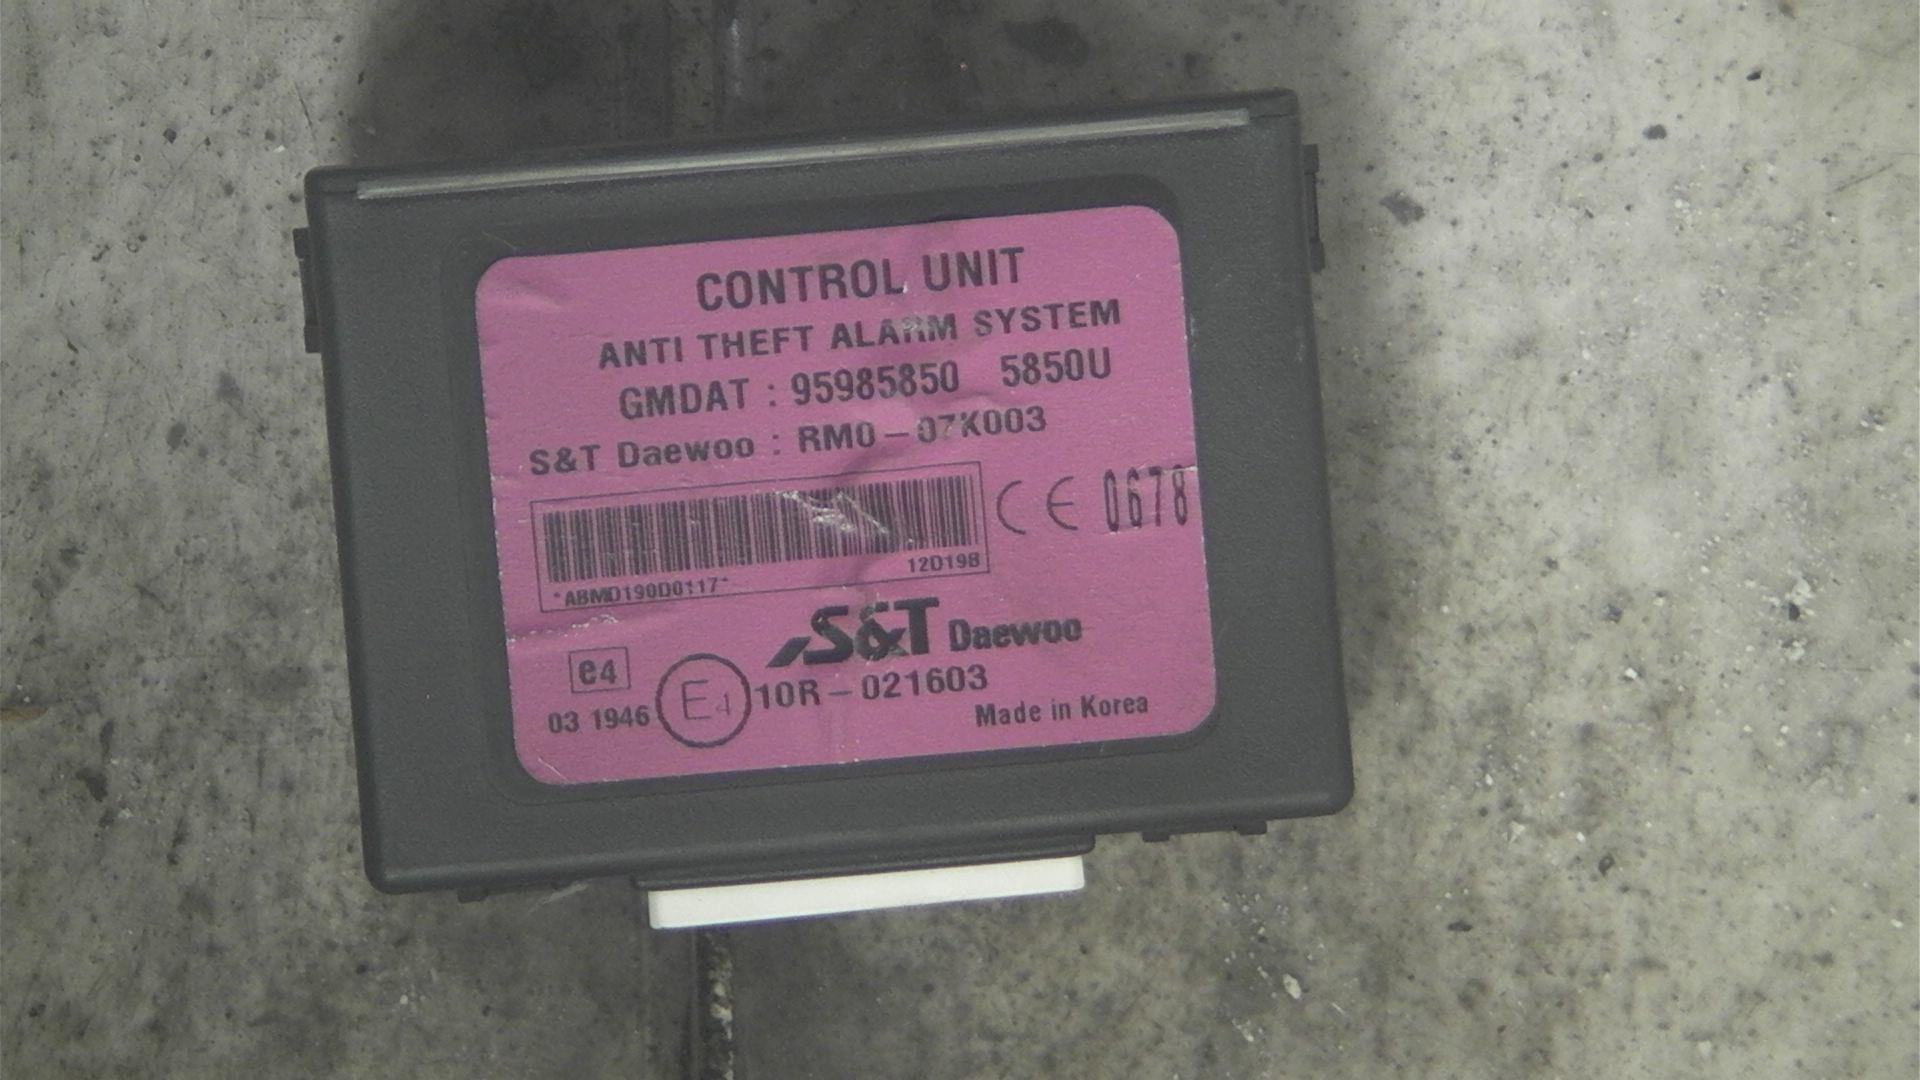 CONTROL UNIT
ANTI THEFT ALARM SYSTEM
GMDAT : 95985850 5850U
S&T Daewoo : RM0-07K003
CE 0678
12D19B
*ABMD190D0117*
S&T Daewoo
e4
03 1946
E4
10R-021603
Made in Korea